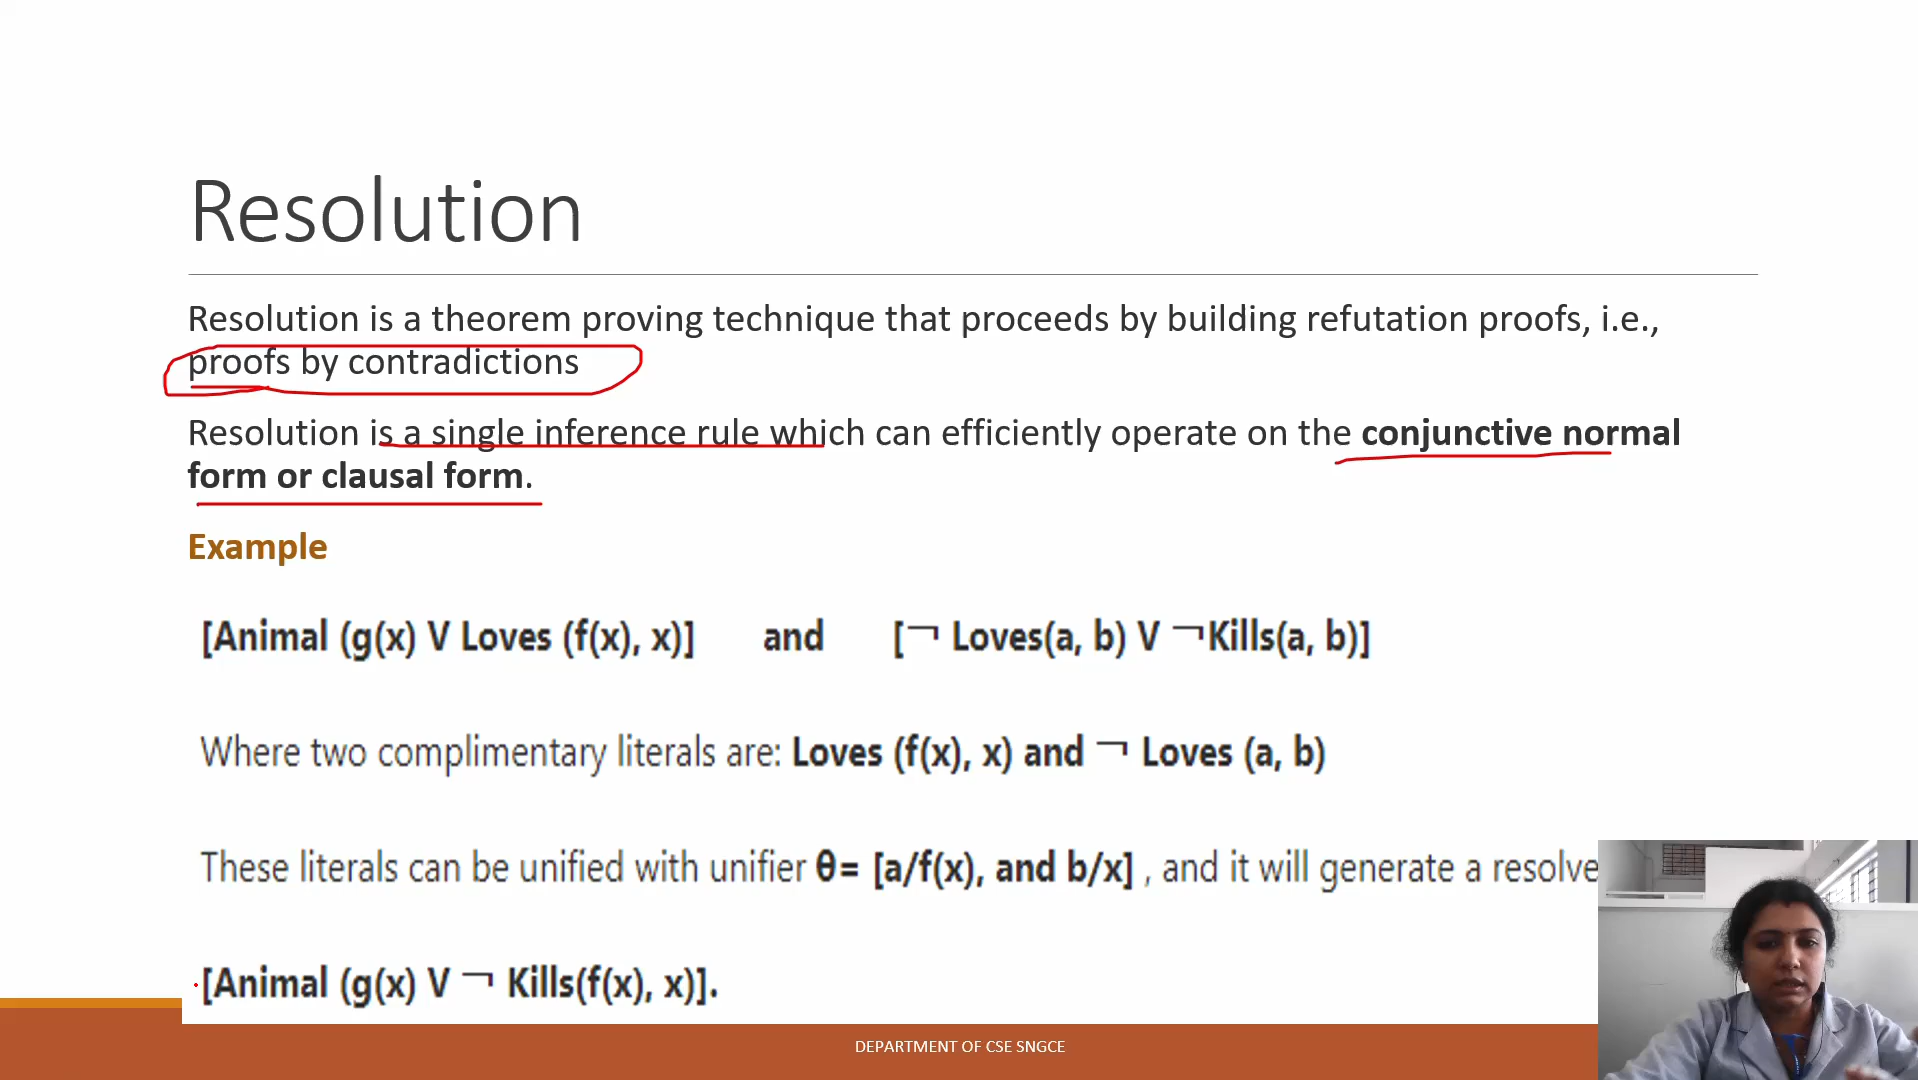 Resolution
Resolution is a theorem proving technique that proceeds by building refutation proofs, i.e.,
proofs by contradictions
Resolution is a single inference rule which can efficiently operate on the conjunctive normal
form or clausal form.
Example
[Animal (g(x) V Loves (f(x), x)] and [¬ Loves(a, b) V ¬Kills(a, b)]
Where two complimentary literals are: Loves (f(x), x) and ¬ Loves (a, b)
These literals can be unified with unifier θ= [a/f(x), and b/x] , and it will generate a resolve
[Animal (g(x) V ¬ Kills(f(x), x)].
DEPARTMENT OF CSE SNGCE